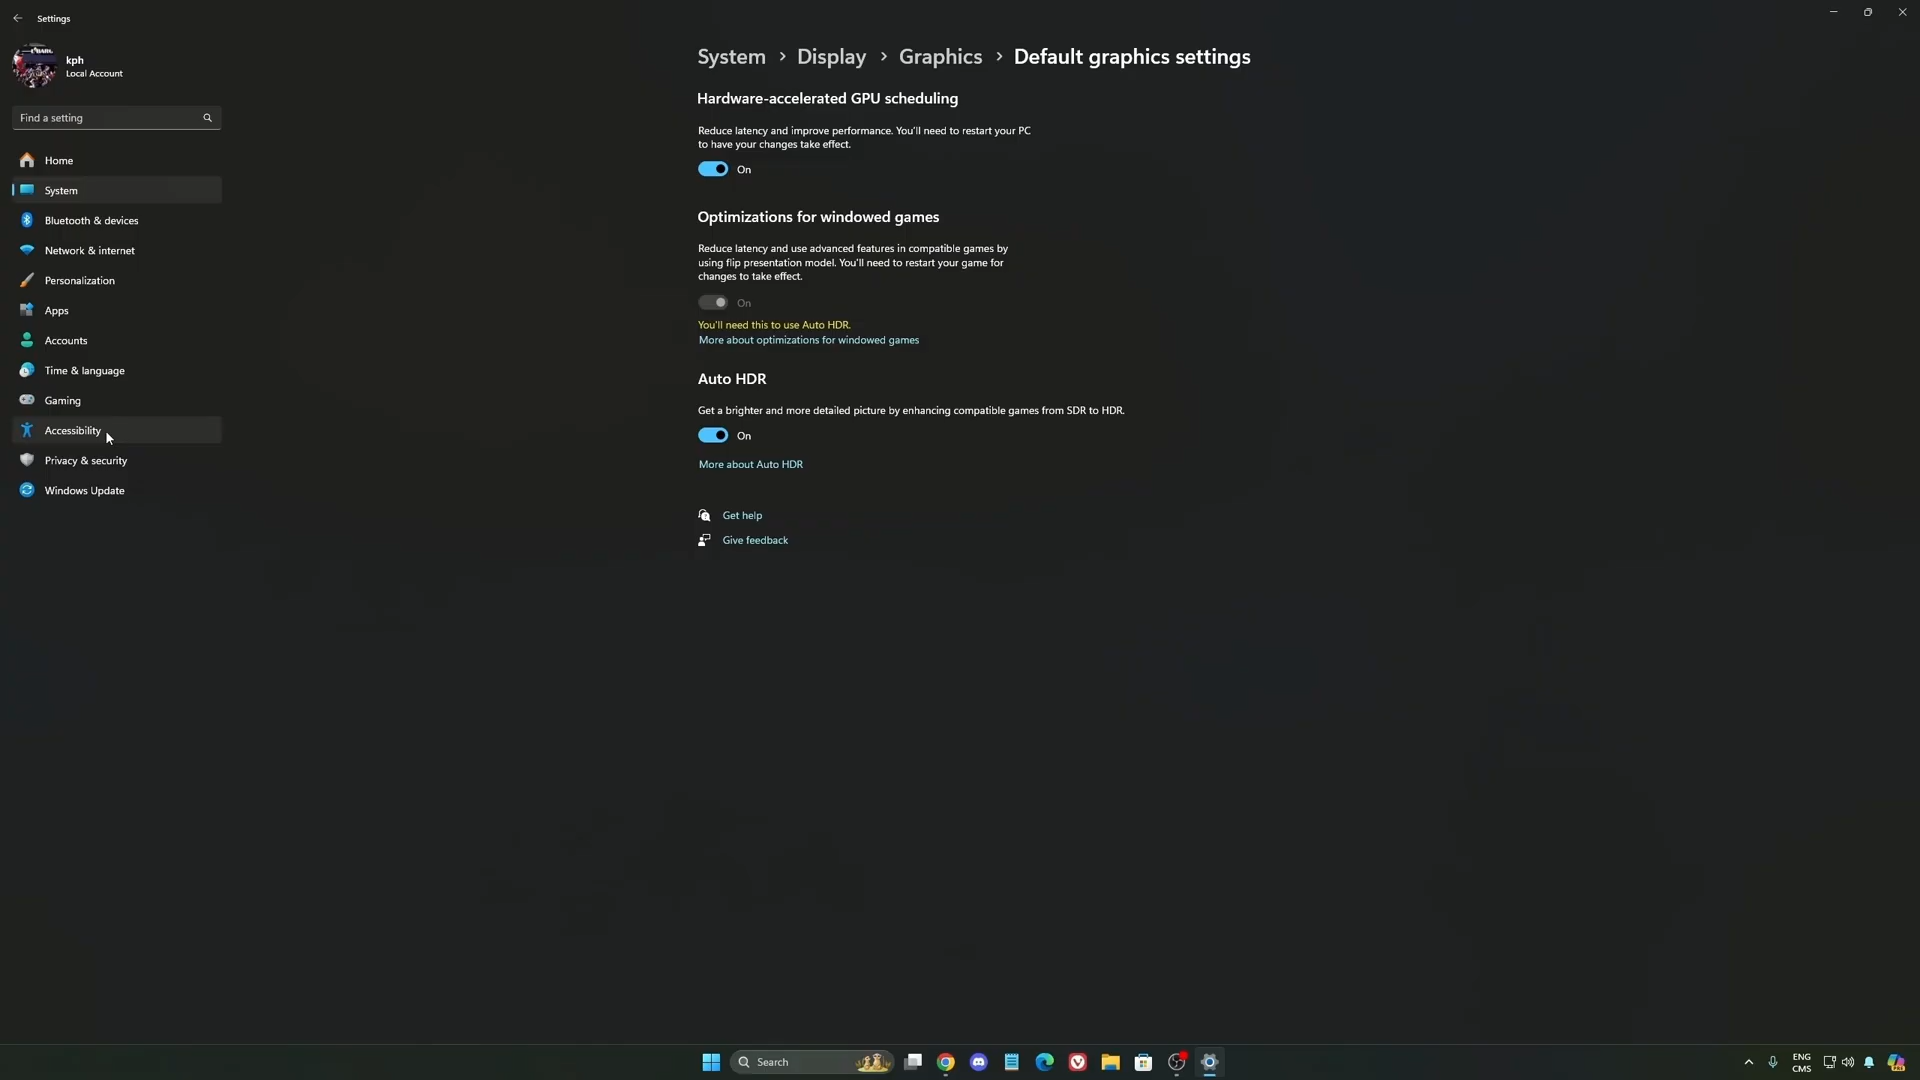 Settings
kph
Local Account
Find a setting
Home
System
Bluetooth & devices
Network & internet
Personalization
Apps
Accounts
Time & language
Gaming
Accessibility
Privacy & security
Windows Update
System > Display > Graphics > Default graphics settings
Hardware-accelerated GPU scheduling
Reduce latency and improve performance. You'll need to restart your PC
to have your changes take effect.
On
Optimizations for windowed games
Reduce latency and use advanced features in compatible games by
using flip presentation model. You'll need to restart your game for
changes to take effect.
On
You'll need this to use Auto HDR.
More about optimizations for windowed games
Auto HDR
Get a brighter and more detailed picture by enhancing compatible games from SDR to HDR.
On
More about Auto HDR
Get help
Give feedback
Search
ENG
CMS